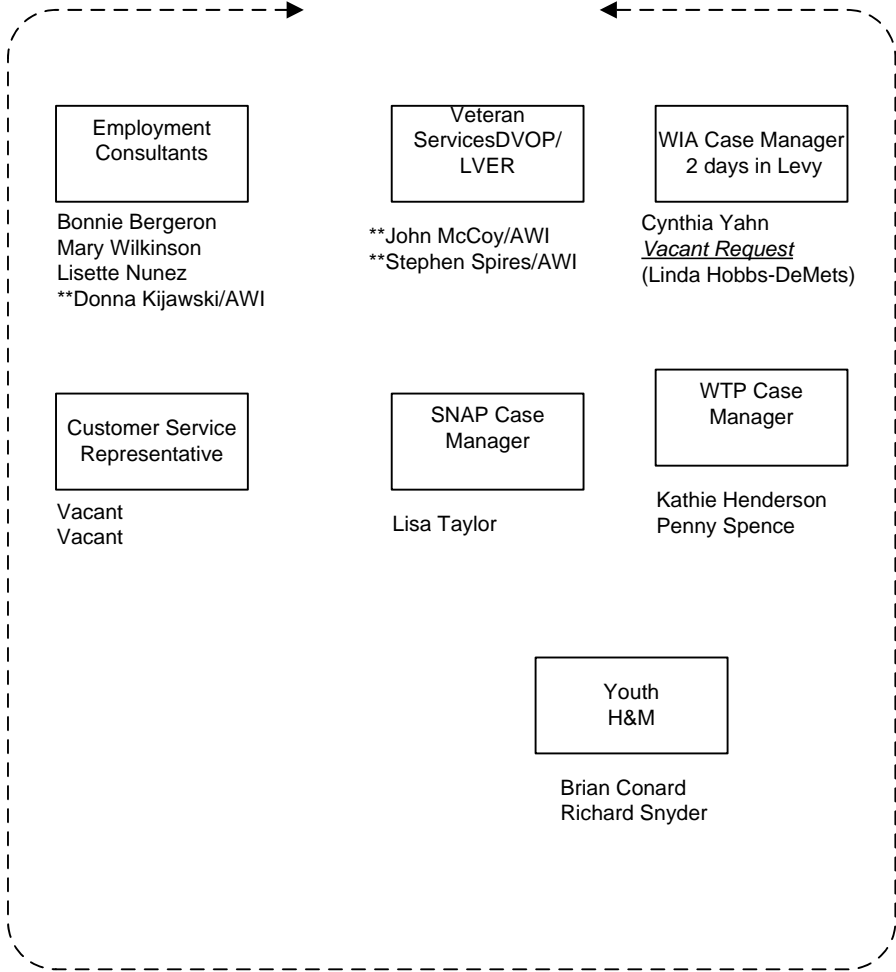 Employment
Consultants
Bonnie Bergeron
Mary Wilkinson
Lisette Nunez
**Donna Kijawski/AWI
Veteran
ServicesDVOP/
LVER
**John McCoy/AWI
**Stephen Spires/AWI
WIA Case Manager
2 days in Levy
Cynthia Yahn
Vacant Request
(Linda Hobbs-DeMets)
Customer Service
Representative
Vacant
Vacant
SNAP Case
Manager
Lisa Taylor
WTP Case
Manager
Kathie Henderson
Penny Spence
Youth
H&M
Brian Conard
Richard Snyder